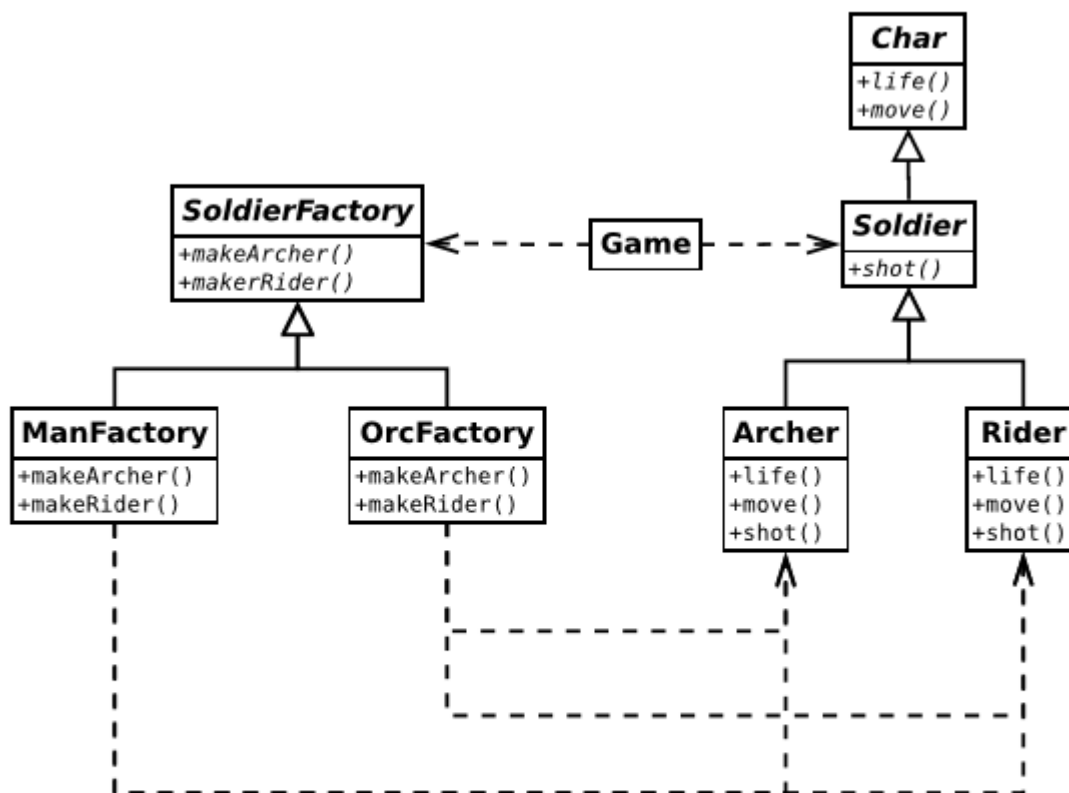 Char
+life()
+move()
SoldierFactory
+makeArcher()
+makerRider()
Game
Soldier
+shot()
ManFactory
+makeArcher()
+makeRider()
OrcFactory
+makeArcher()
+makeRider()
Archer
+life()
+move()
+shot()
Rider
+life()
+move()
+shot()